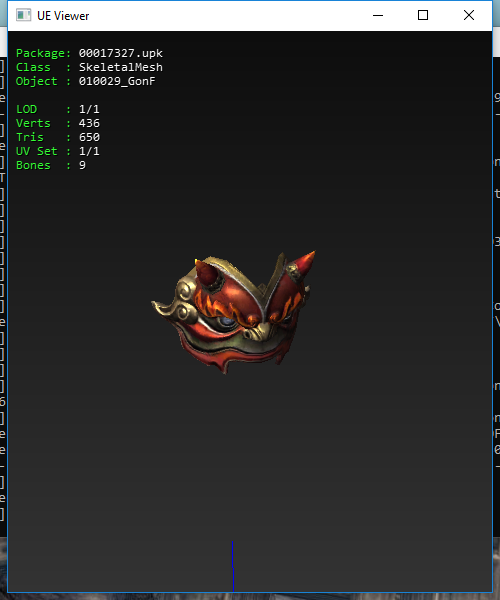 UE Viewer
Package: 00017327.upk
Class : SkeletalMesh
Object : 010029_GonF
LOD : 1/1
Verts : 436
Tris : 650
UV Set : 1/1
Bones : 9